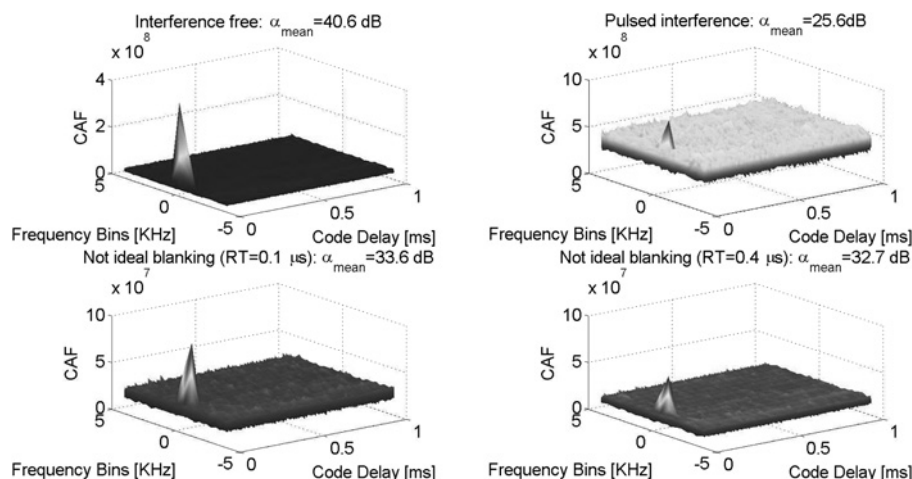 Interference free: α_mean=40.6 dB
x 10^8
4
2
0
CAF
5
0
-5
Frequency Bins [KHz]
0
0.5
1
Code Delay [ms]
Pulsed interference: α_mean=25.6dB
x 10^8
10
5
0
CAF
5
0
-5
Frequency Bins [KHz]
0
0.5
1
Code Delay [ms]
Not ideal blanking (RT=0.1 μs): α_mean=33.6 dB
x 10^7
10
5
0
CAF
5
0
-5
Frequency Bins [KHz]
0
0.5
1
Code Delay [ms]
Not ideal blanking (RT=0.4 μs): α_mean=32.7 dB
x 10^7
10
5
0
CAF
5
0
-5
Frequency Bins [KHz]
0
0.5
1
Code Delay [ms]